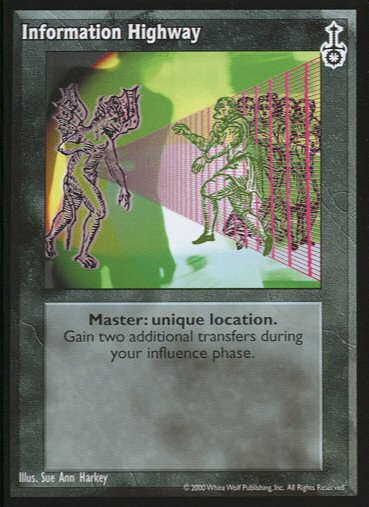 Information Highway
Master: unique location.
Gain two additional transfers during
your influence phase.
Illus. Sue Ann Harkey
© 2000 White Wolf Publishing, Inc. All Rights Reserved.